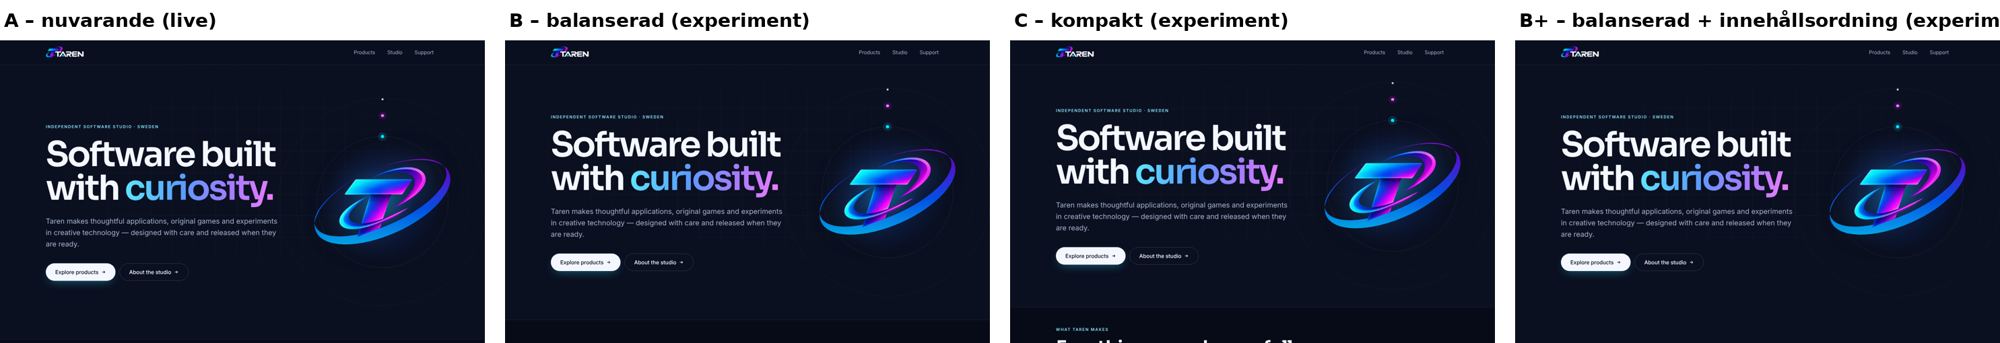 A – nuvarande (live)
TAREN
Products Studio Support
INDEPENDENT SOFTWARE STUDIO · SWEDEN
Software built
with curiosity.
Taren makes thoughtful applications, original games and experiments
in creative technology — designed with care and released when they
are ready.
Explore products → About the studio →
B – balanserad (experiment)
TAREN
Products Studio Support
INDEPENDENT SOFTWARE STUDIO · SWEDEN
Software built
with curiosity.
Taren makes thoughtful applications, original games and experiments
in creative technology — designed with care and released when they
are ready.
Explore products → About the studio →
C – kompakt (experiment)
TAREN
Products Studio Support
INDEPENDENT SOFTWARE STUDIO · SWEDEN
Software built
with curiosity.
Taren makes thoughtful applications, original games and experiments
in creative technology — designed with care and released when they
are ready.
Explore products → About the studio →
WHAT TAREN MAKES
B+ – balanserad + innehållsordning (experim
TAREN
Products Studio Support
INDEPENDENT SOFTWARE STUDIO · SWEDEN
Software built
with curiosity.
Taren makes thoughtful applications, original games and experiments
in creative technology — designed with care and released when they
are ready.
Explore products → About the studio →